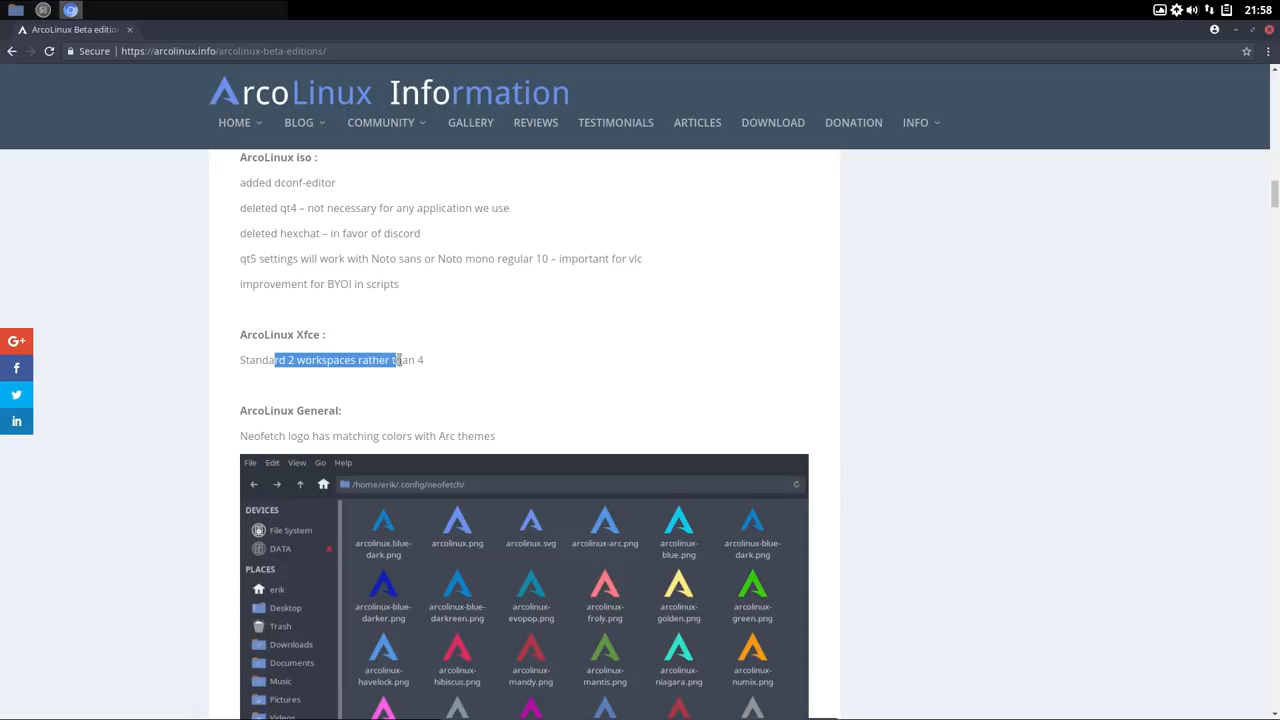 21:58
ArcoLinux Beta editio
Secure | https://arcolinux.info/arcolinux-beta-editions/
ArcoLinux Information
HOME BLOG COMMUNITY GALLERY REVIEWS TESTIMONIALS ARTICLES DOWNLOAD DONATION INFO
ArcoLinux iso :
added dconf-editor
deleted qt4 – not necessary for any application we use
deleted hexchat – in favor of discord
qt5 settings will work with Noto sans or Noto mono regular 10 – important for vlc
improvement for BYOI in scripts
ArcoLinux Xfce :
Standard 2 workspaces rather than 4
ArcoLinux General:
Neofetch logo has matching colors with Arc themes
File Edit View Go Help
/home/erik/.config/neofetch/
DEVICES
File System
DATA
PLACES
erik
Desktop
Trash
Downloads
Documents
Music
Pictures
Videos
arcolinux.blue-
dark.png
arcolinux.png
arcolinux.svg
arcolinux-arc.png
arcolinux-
blue.png
arcolinux-blue-
dark.png
arcolinux-blue-
darker.png
arcolinux-blue-
darkreen.png
arcolinux-
evopop.png
arcolinux-
froly.png
arcolinux-
golden.png
arcolinux-
green.png
arcolinux-
havelock.png
arcolinux-
hibiscus.png
arcolinux-
mandy.png
arcolinux-
mantis.png
arcolinux-
niagara.png
arcolinux-
numix.png
G+
f
in